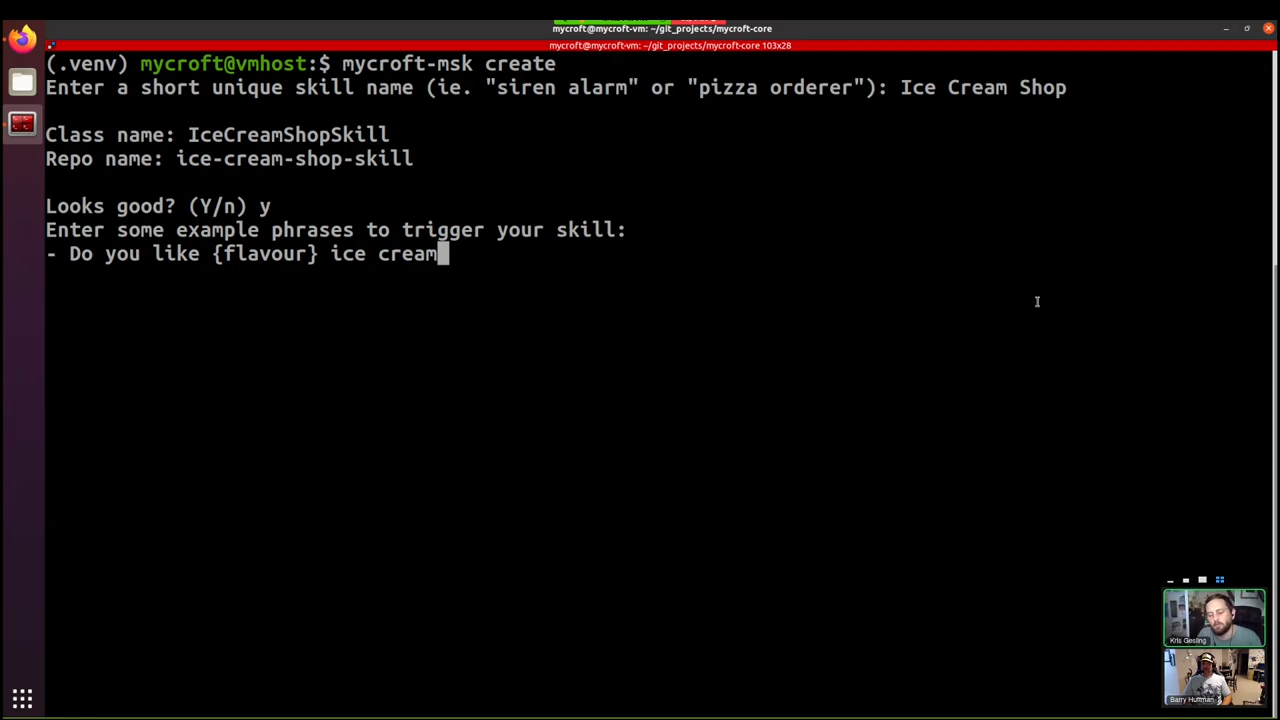 mycroft@mycroft-vm: ~/git_projects/mycroft-core
mycroft@mycroft-vm: ~/git_projects/mycroft-core 103x28
(.venv) mycroft@vmhost:$ mycroft-msk create
Enter a short unique skill name (ie. "siren alarm" or "pizza orderer"): Ice Cream Shop
Class name: IceCreamShopSkill
Repo name: ice-cream-shop-skill
Looks good? (Y/n) y
Enter some example phrases to trigger your skill:
- Do you like {flavour} ice cream
Kris Gesling
Barry Huffman